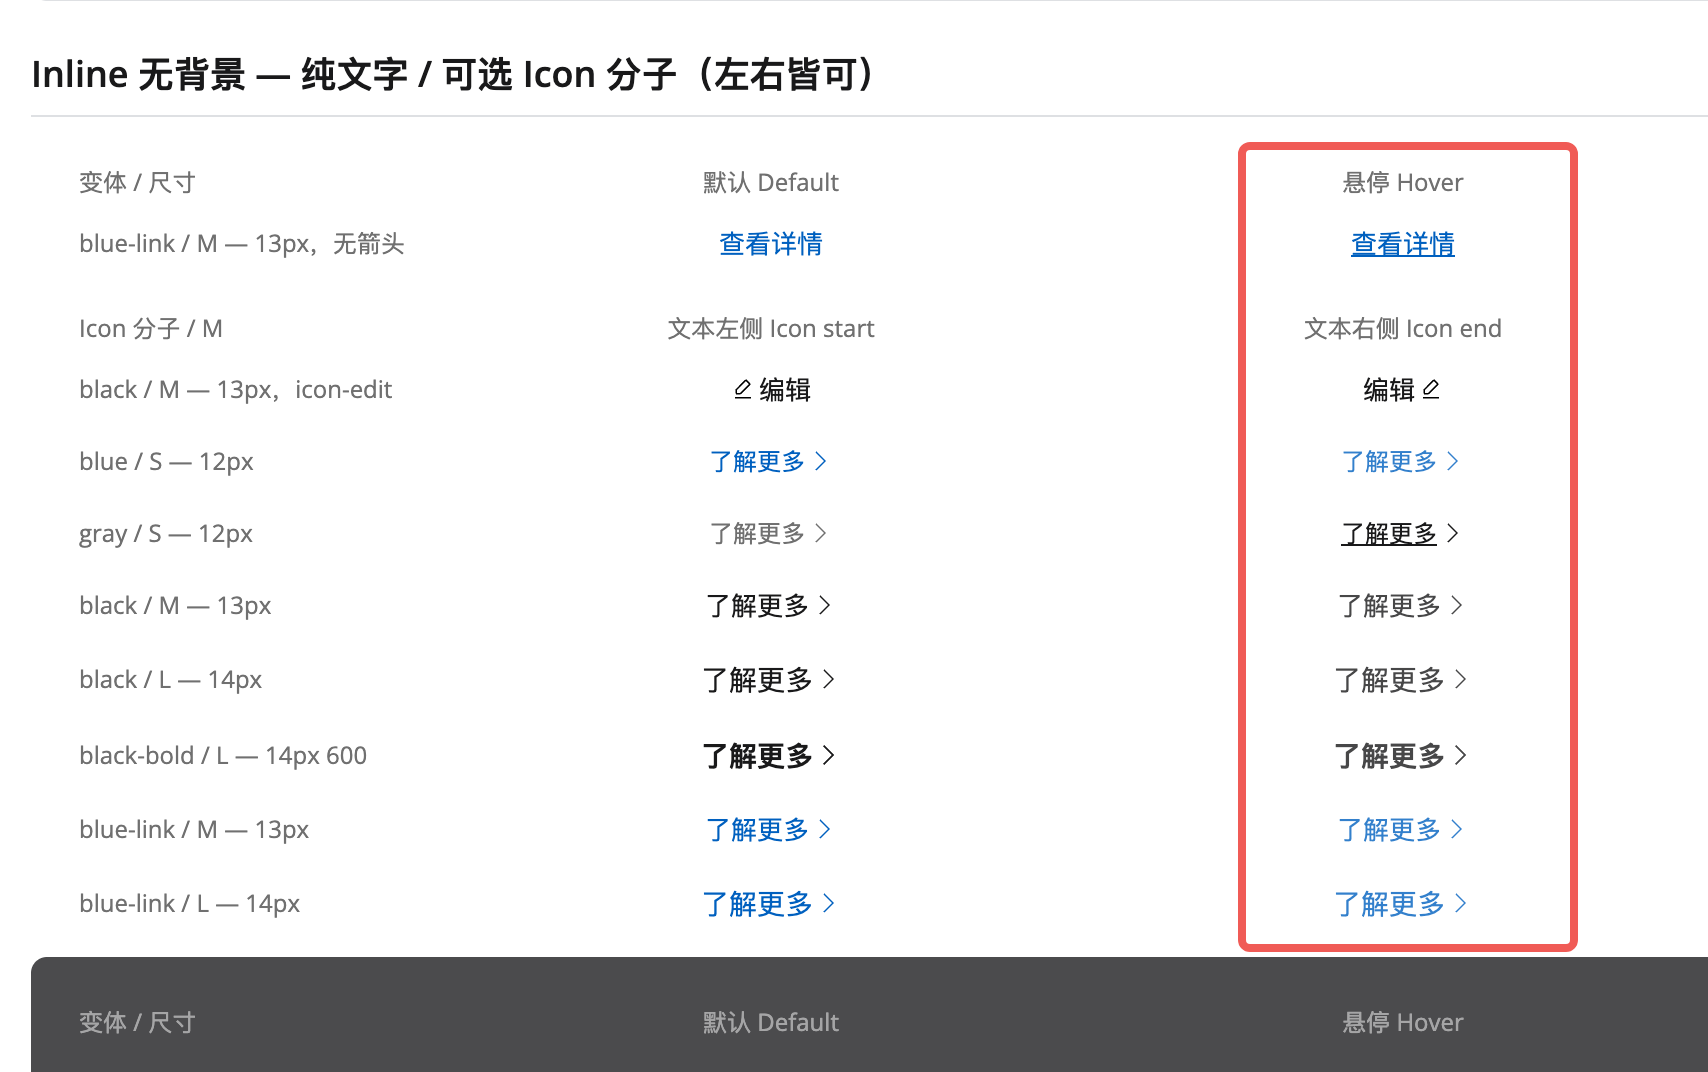 Inline 无背景 — 纯文字 / 可选 Icon 分子（左右皆可）
变体 / 尺寸 默认 Default 悬停 Hover
blue-link / M — 13px，无箭头 查看详情 查看详情
Icon 分子 / M 文本左侧 Icon start 文本右侧 Icon end
black / M — 13px，icon-edit 编辑 编辑
blue / S — 12px 了解更多 了解更多
gray / S — 12px 了解更多 了解更多
black / M — 13px 了解更多 了解更多
black / L — 14px 了解更多 了解更多
black-bold / L — 14px 600 了解更多 了解更多
blue-link / M — 13px 了解更多 了解更多
blue-link / L — 14px 了解更多 了解更多
变体 / 尺寸 默认 Default 悬停 Hover